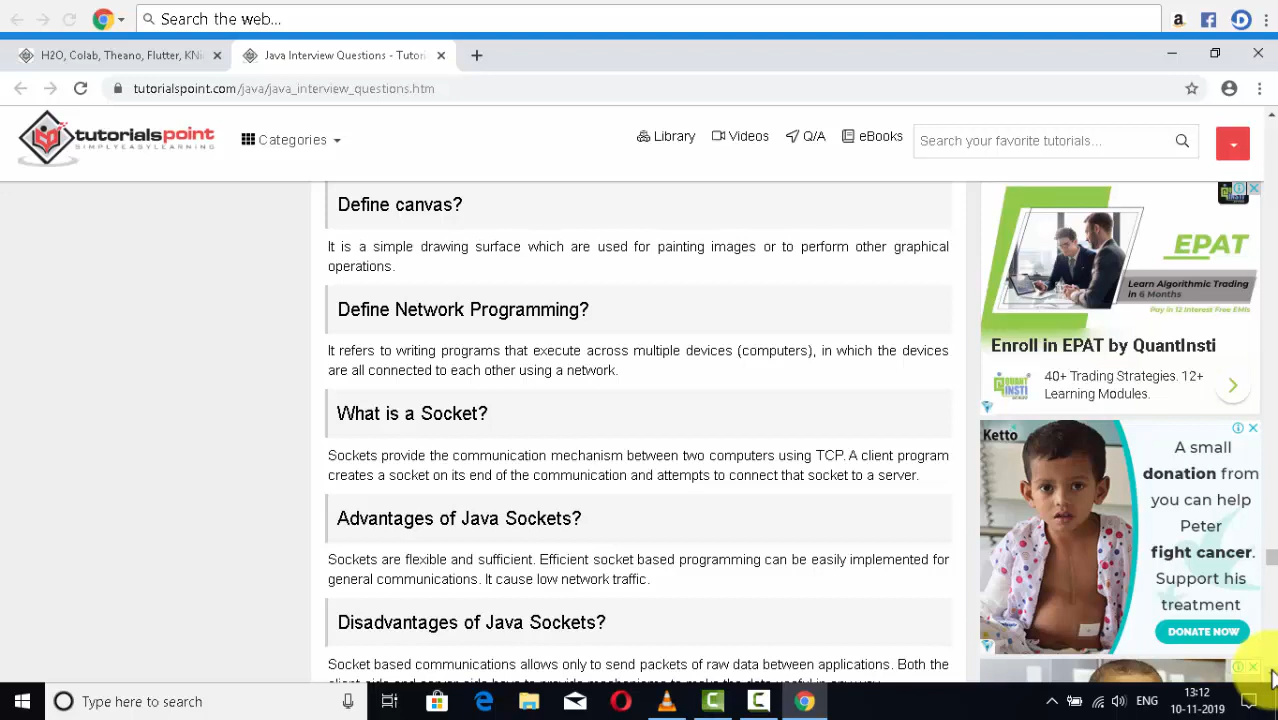 Search the web...
H2O, Colab, Theano, Flutter, KNi
Java Interview Questions - Tutori
tutorialspoint.com/java/java_interview_questions.htm
tutorialspoint
SIMPLYEASYLEARNING
Categories
Library
Videos
Q/A
eBooks
Search your favorite tutorials...
Define canvas?
It is a simple drawing surface which are used for painting images or to perform other graphical
operations.
Define Network Programming?
It refers to writing programs that execute across multiple devices (computers), in which the devices
are all connected to each other using a network.
What is a Socket?
Sockets provide the communication mechanism between two computers using TCP. A client program
creates a socket on its end of the communication and attempts to connect that socket to a server.
Advantages of Java Sockets?
Sockets are flexible and sufficient. Efficient socket based programming can be easily implemented for
general communications. It cause low network traffic.
Disadvantages of Java Sockets?
Socket based communications allows only to send packets of raw data between applications. Both the
EPAT
Learn Algorithmic Trading
in 6 Months
Pay in 12 Interest Free EMIs
Enroll in EPAT by QuantInsti
QUANT
INSTI
40+ Trading Strategies. 12+
Learning Modules.
Ketto
A small
donation from
you can help
Peter
fight cancer.
Support his
treatment
DONATE NOW
Type here to search
ENG
13:12
10-11-2019